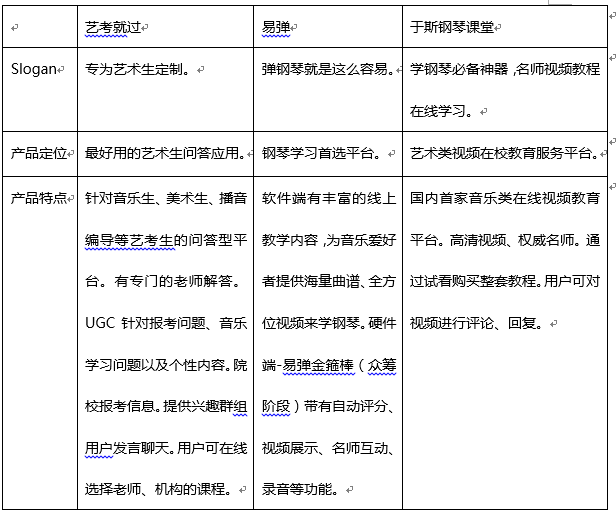 艺考就过 易弹 于斯钢琴课堂
Slogan 专为艺术生定制。 弹钢琴就是这么容易。 学钢琴必备神器,名师视频教程
在线学习。
产品定位 最好用的艺术生问答应用。 钢琴学习首选平台。 艺术类视频在校教育服务平台。
产品特点 针对音乐生、美术生、播音
编导等艺考生的问答型平
台。有专门的老师解答。
UGC 针对报考问题、音乐
学习问题以及个性内容。院
校报考信息。提供兴趣群组
用户发言聊天。用户可在线
选择老师、机构的课程。
软件端有丰富的线上
教学内容,为音乐爱好
者提供海量曲谱、全方
位视频来学钢琴。硬件
端-易弹金箍棒(众筹
阶段)带有自动评分、
视频展示、名师互动、
录音等功能。
国内首家音乐类在线视频教育
平台。高清视频、权威名师。通
过试看购买整套教程。用户可对
视频进行评论、回复。